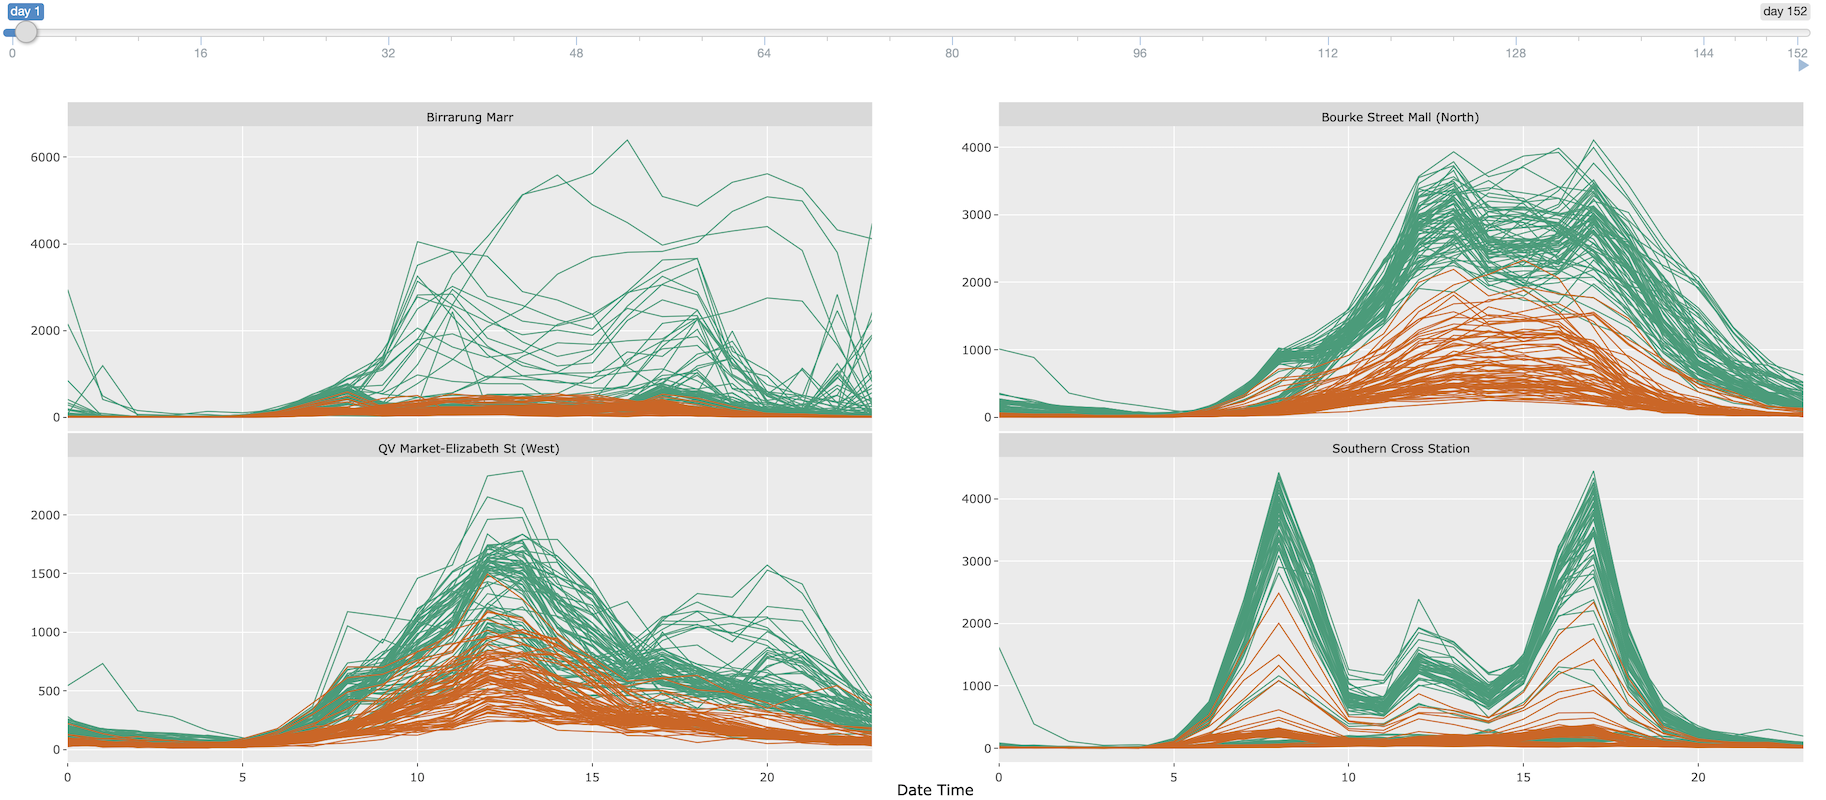 day 1
day 152
0 16 32 48 64 80 96 112 128 144 152
Birrarung Marr
6000
4000
2000
0
Bourke Street Mall (North)
4000
3000
2000
1000
0
QV Market-Elizabeth St (West)
2000
1500
1000
500
0
0 5 10 15 20
Southern Cross Station
4000
3000
2000
1000
0
0 5 10 15 20
Date Time